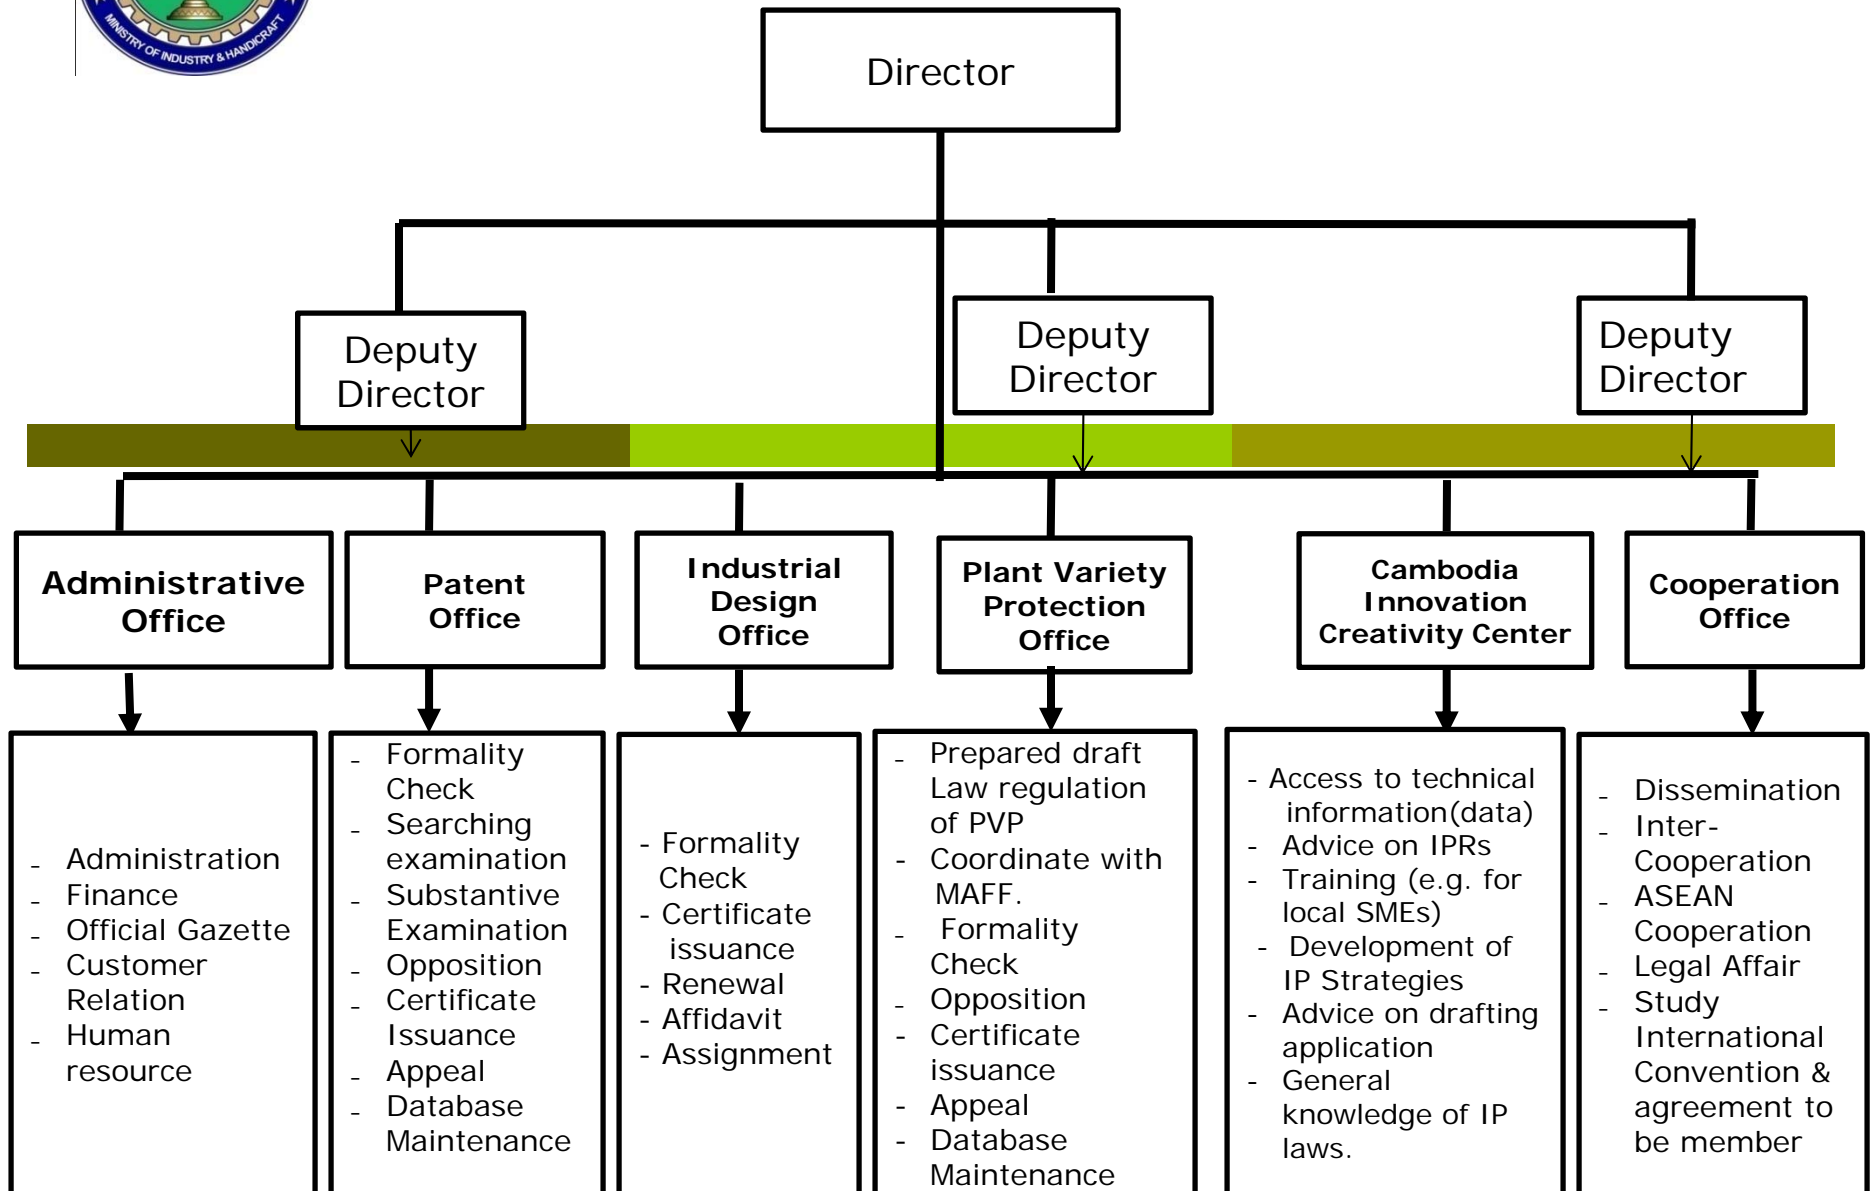 MINISTRY OF INDUSTRY & HANDICRAFT
Director
Deputy
Director
Deputy
Director
Deputy
Director
Administrative
Office
Patent
Office
Industrial
Design
Office
Plant Variety
Protection
Office
Cambodia
Innovation
Creativity Center
Cooperation
Office
- Administration
- Finance
- Official Gazette
- Customer
Relation
- Human
resource
- Formality
Check
- Searching
examination
- Substantive
Examination
- Opposition
- Certificate
Issuance
- Appeal
- Database
Maintenance
- Formality
Check
- Certificate
issuance
- Renewal
- Affidavit
- Assignment
- Prepared draft
Law regulation
of PVP
- Coordinate with
MAFF.
- Formality
Check
- Opposition
- Certificate
issuance
- Appeal
- Database
Maintenance
- Access to technical
information(data)
- Advice on IPRs
- Training (e.g. for
local SMEs)
- Development of
IP Strategies
- Advice on drafting
application
- General
knowledge of IP
laws.
- Dissemination
- Inter-
Cooperation
- ASEAN
Cooperation
- Legal Affair
- Study
International
Convention &
agreement to
be member